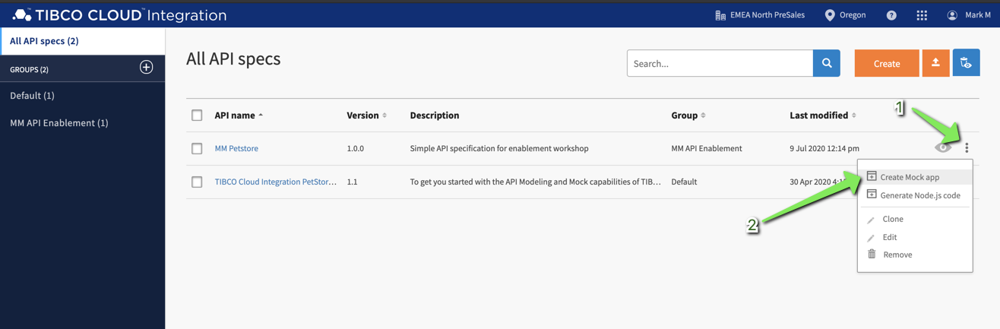 TIBCO CLOUD™ Integration
EMEA North PreSales
Oregon
?
Mark M
All API specs (2)
GROUPS (2)
Default (1)
MM API Enablement (1)
All API specs
Search...
Create
API name Version Description Group Last modified
1
MM Petstore 1.0.0 Simple API specification for enablement workshop MM API Enablement 9 Jul 2020 12:14 pm
TIBCO Cloud Integration PetStor... 1.1 To get you started with the API Modeling and Mock capabilities of TIB... Default 30 Apr 2020
2
Create Mock app
Generate Node.js code
Clone
Edit
Remove